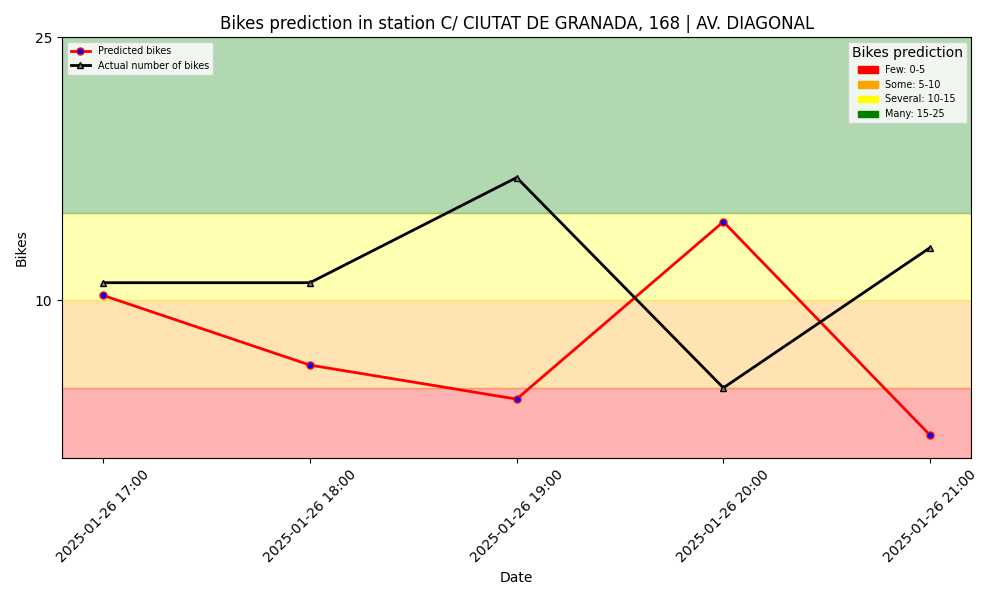 Bikes prediction in station C/ CIUTAT DE GRANADA, 168 | AV. DIAGONAL
25
10
Bikes
Predicted bikes
Actual number of bikes
Bikes prediction
Few: 0-5
Some: 5-10
Several: 10-15
Many: 15-25
2025-01-26 17:00
2025-01-26 18:00
2025-01-26 19:00
2025-01-26 20:00
2025-01-26 21:00
Date